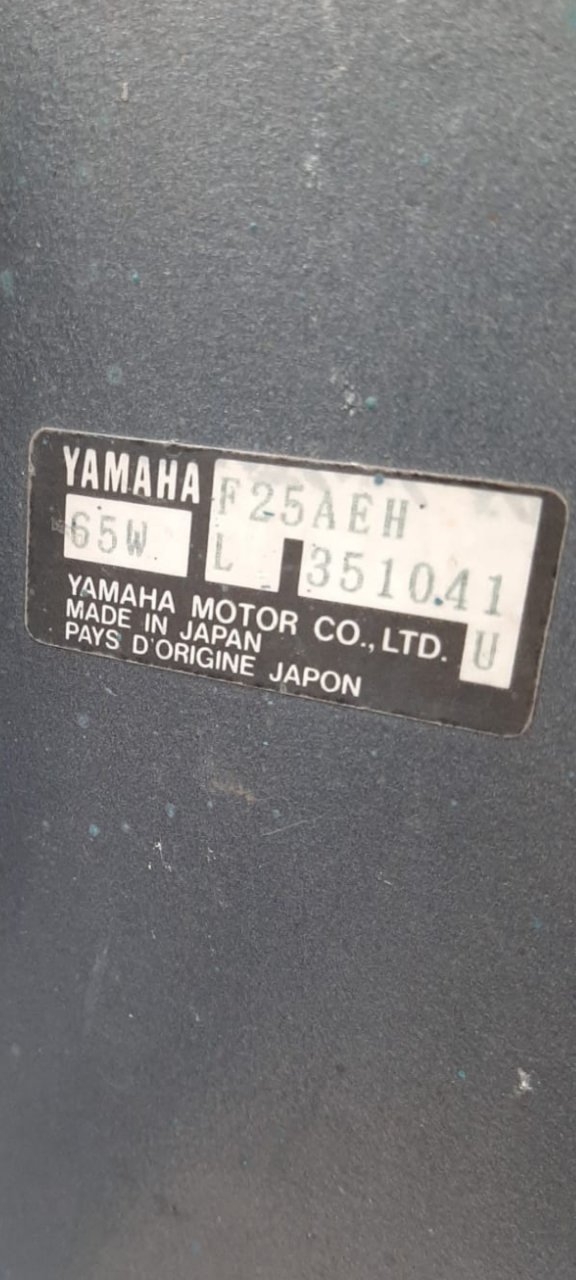 YAMAHA F25AEH
65W L 351041
YAMAHA MOTOR CO., LTD. U
MADE IN JAPAN
PAYS D'ORIGINE JAPON